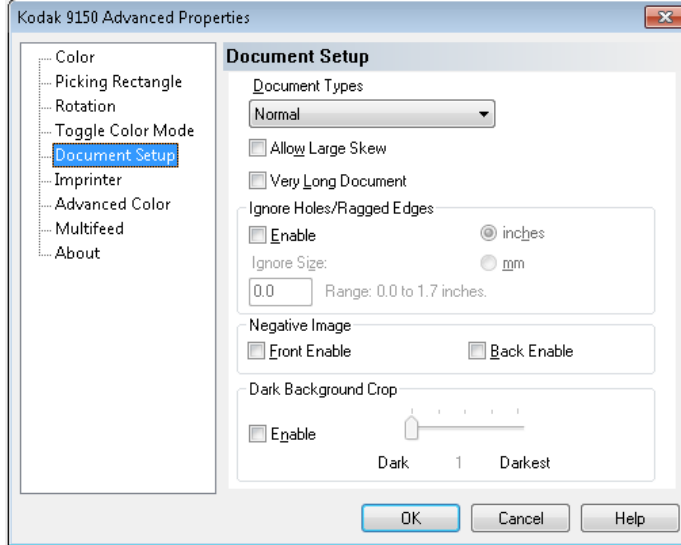 Kodak 9150 Advanced Properties
Color
Picking Rectangle
Rotation
Toggle Color Mode
Document Setup
Imprinter
Advanced Color
Multifeed
About
Document Setup
Document Types
Normal
Allow Large Skew
Very Long Document
Ignore Holes/Ragged Edges
Enable
inches
Ignore Size:
mm
0.0 Range: 0.0 to 1.7 inches.
Negative Image
Front Enable Back Enable
Dark Background Crop
Enable
Dark 1 Darkest
OK Cancel Help